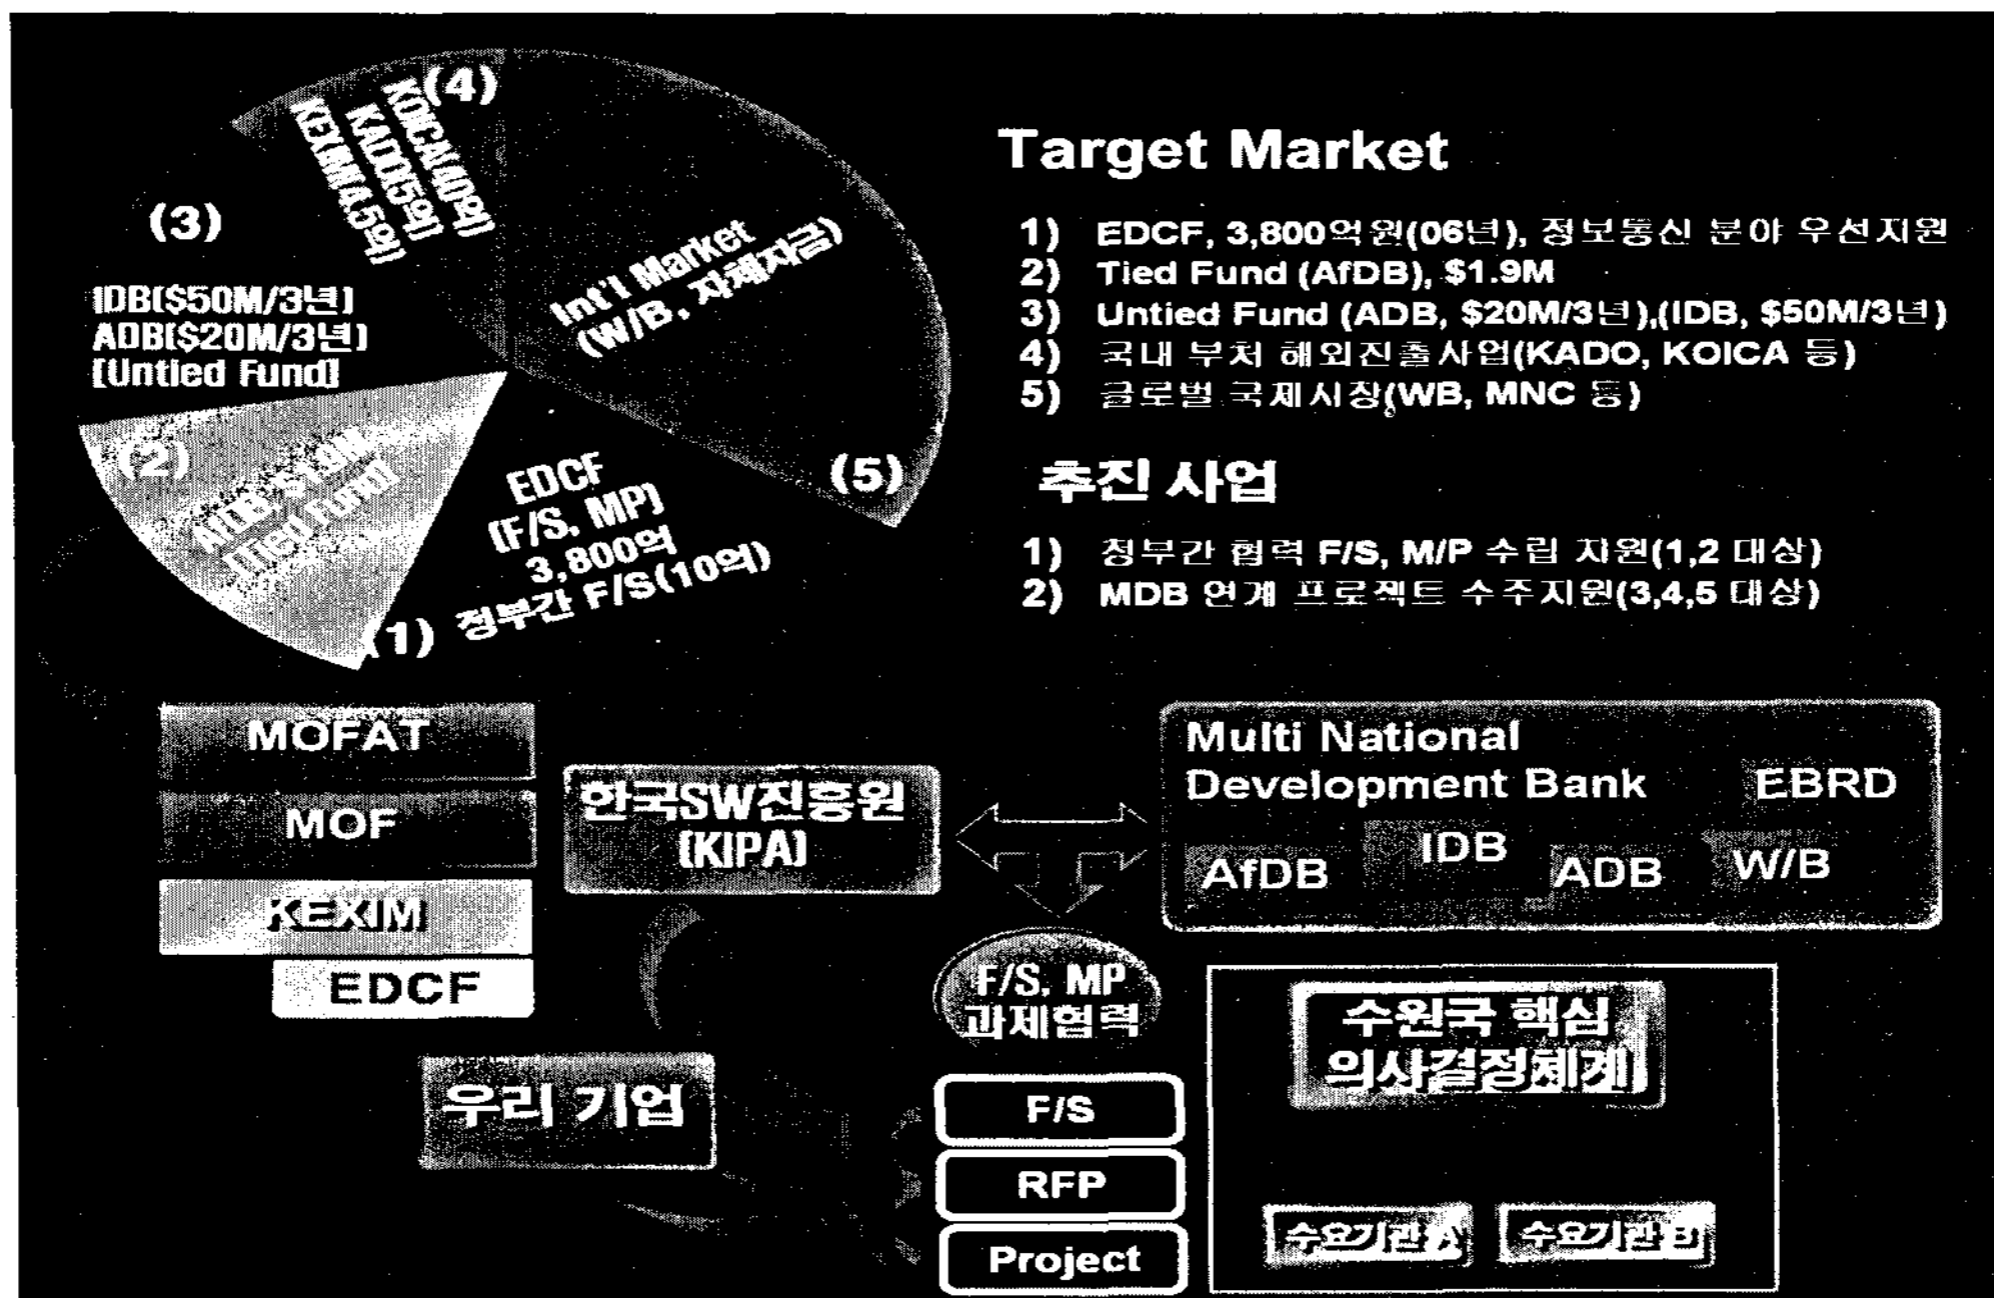 (4)
KOICA(40억)
KADO(5억)
KEXIM(4.5억)
(3)
IDB($50M/3년)
ADB($20M/3년)
[Untied Fund]
Int'l Market
(W/B, 자체자금)
(5)
(2)
AfDB, $1.9M
[Tied Fund]
EDCF
(F/S, MP)
3,800억
정부간 F/S(10억)
(1)
Target Market
1) EDCF, 3,800억원(06년), 정보통신 분야 우선지원
2) Tied Fund (AfDB), $1.9M
3) Untied Fund (ADB, $20M/3년),(IDB, $50M/3년)
4) 국내 부처 해외진출사업(KADO, KOICA 등)
5) 글로벌 국제시장(WB, MNC 등)
추진 사업
1) 정부간 협력 F/S, M/P 수립 지원(1,2 대상)
2) MDB 연계 프로젝트 수주지원(3,4,5 대상)
MOFAT
MOF
KEXIM
EDCF
한국SW진흥원
(KIPA)
Multi National
Development Bank
EBRD
AfDB
IDB
ADB
W/B
F/S, MP
과제협력
우리 기업
F/S
RFP
Project
수원국 핵심
의사결정체계
수요기관 A
수요기관 B